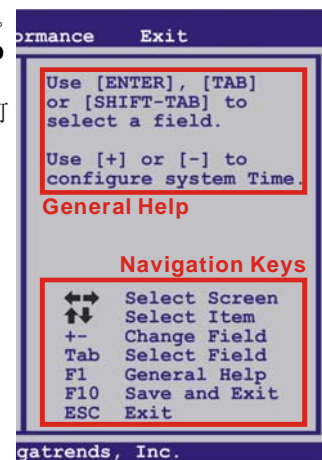 ormance Exit
Use [ENTER], [TAB]
or [SHIFT-TAB] to
select a field.
Use [+] or [-] to
configure system Time.
General Help
Navigation Keys
Select Screen
Select Item
+- Change Field
Tab Select Field
F1 General Help
F10 Save and Exit
ESC Exit
gatrends, Inc.